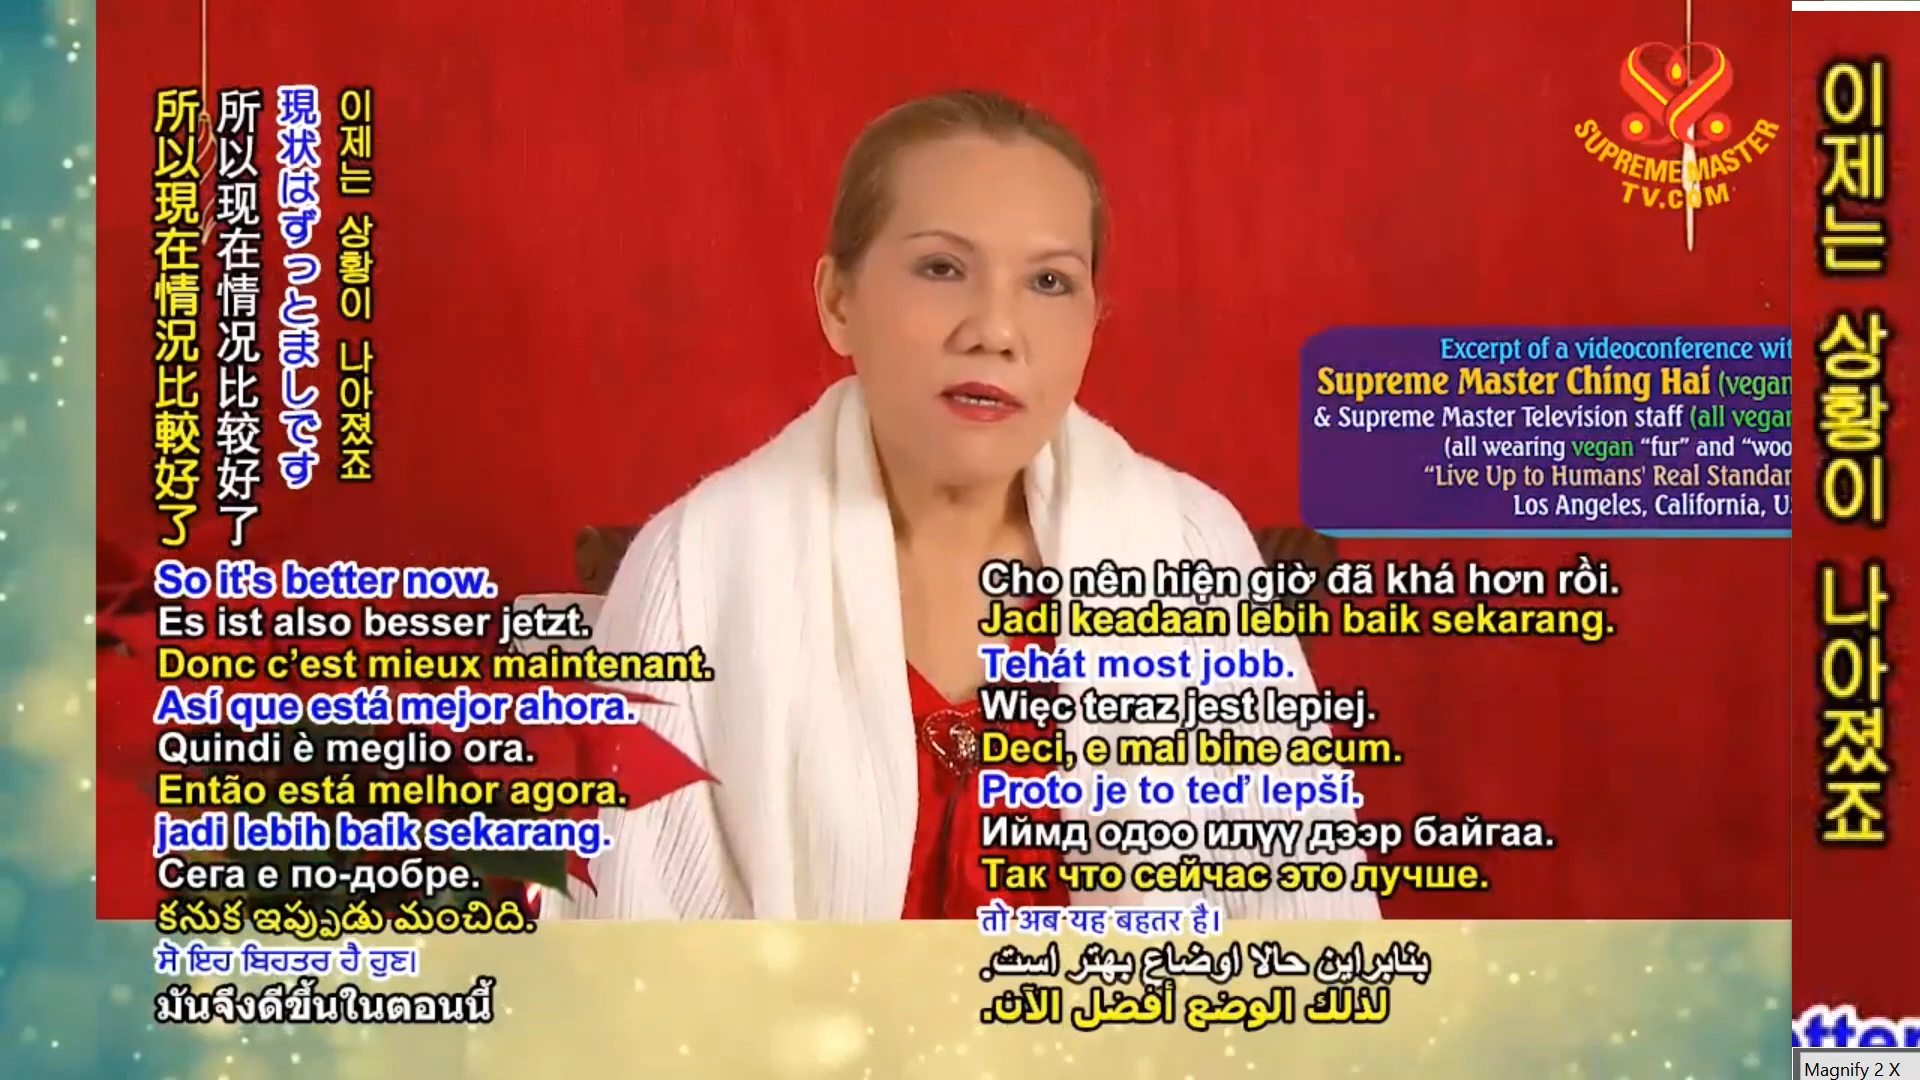 所以現在情況比較好了
所以现在情况比较好了
現状はずっとましです
이제는 상황이 나아졌죠
SUPREME MASTER
TV.COM
Excerpt of a videoconference wit
Supreme Master Ching Hai (vegan
& Supreme Master Television staff (all vegan
(all wearing vegan “fur” and “woo
“Live Up to Humans' Real Standar
Los Angeles, California, U
So it's better now.
Es ist also besser jetzt.
Donc c’est mieux maintenant.
Así que está mejor ahora.
Quindi è meglio ora.
Então está melhor agora.
jadi lebih baik sekarang.
Сега е по-добре.
కనుక ఇప్పుడు మంచిది.
ਸੋ ਇਹ ਬਿਹਤਰ ਹੈ ਹੁਣ।
มันจึงดีขึ้นในตอนนี้
Cho nên hiện giờ đã khá hơn rồi.
Jadi keadaan lebih baik sekarang.
Tehát most jobb.
Więc teraz jest lepiej.
Deci, e mai bine acum.
Proto je to teď lepší.
Иймд одоо илүү дээр байгаа.
Так что сейчас это лучше.
तो अब यह बहतर है।
بنابراین حالا اوضاع بهتر است.
لذلك الوضع أفضل الآن.
이제는 상황이 나아졌죠
etter
Magnify 2 X